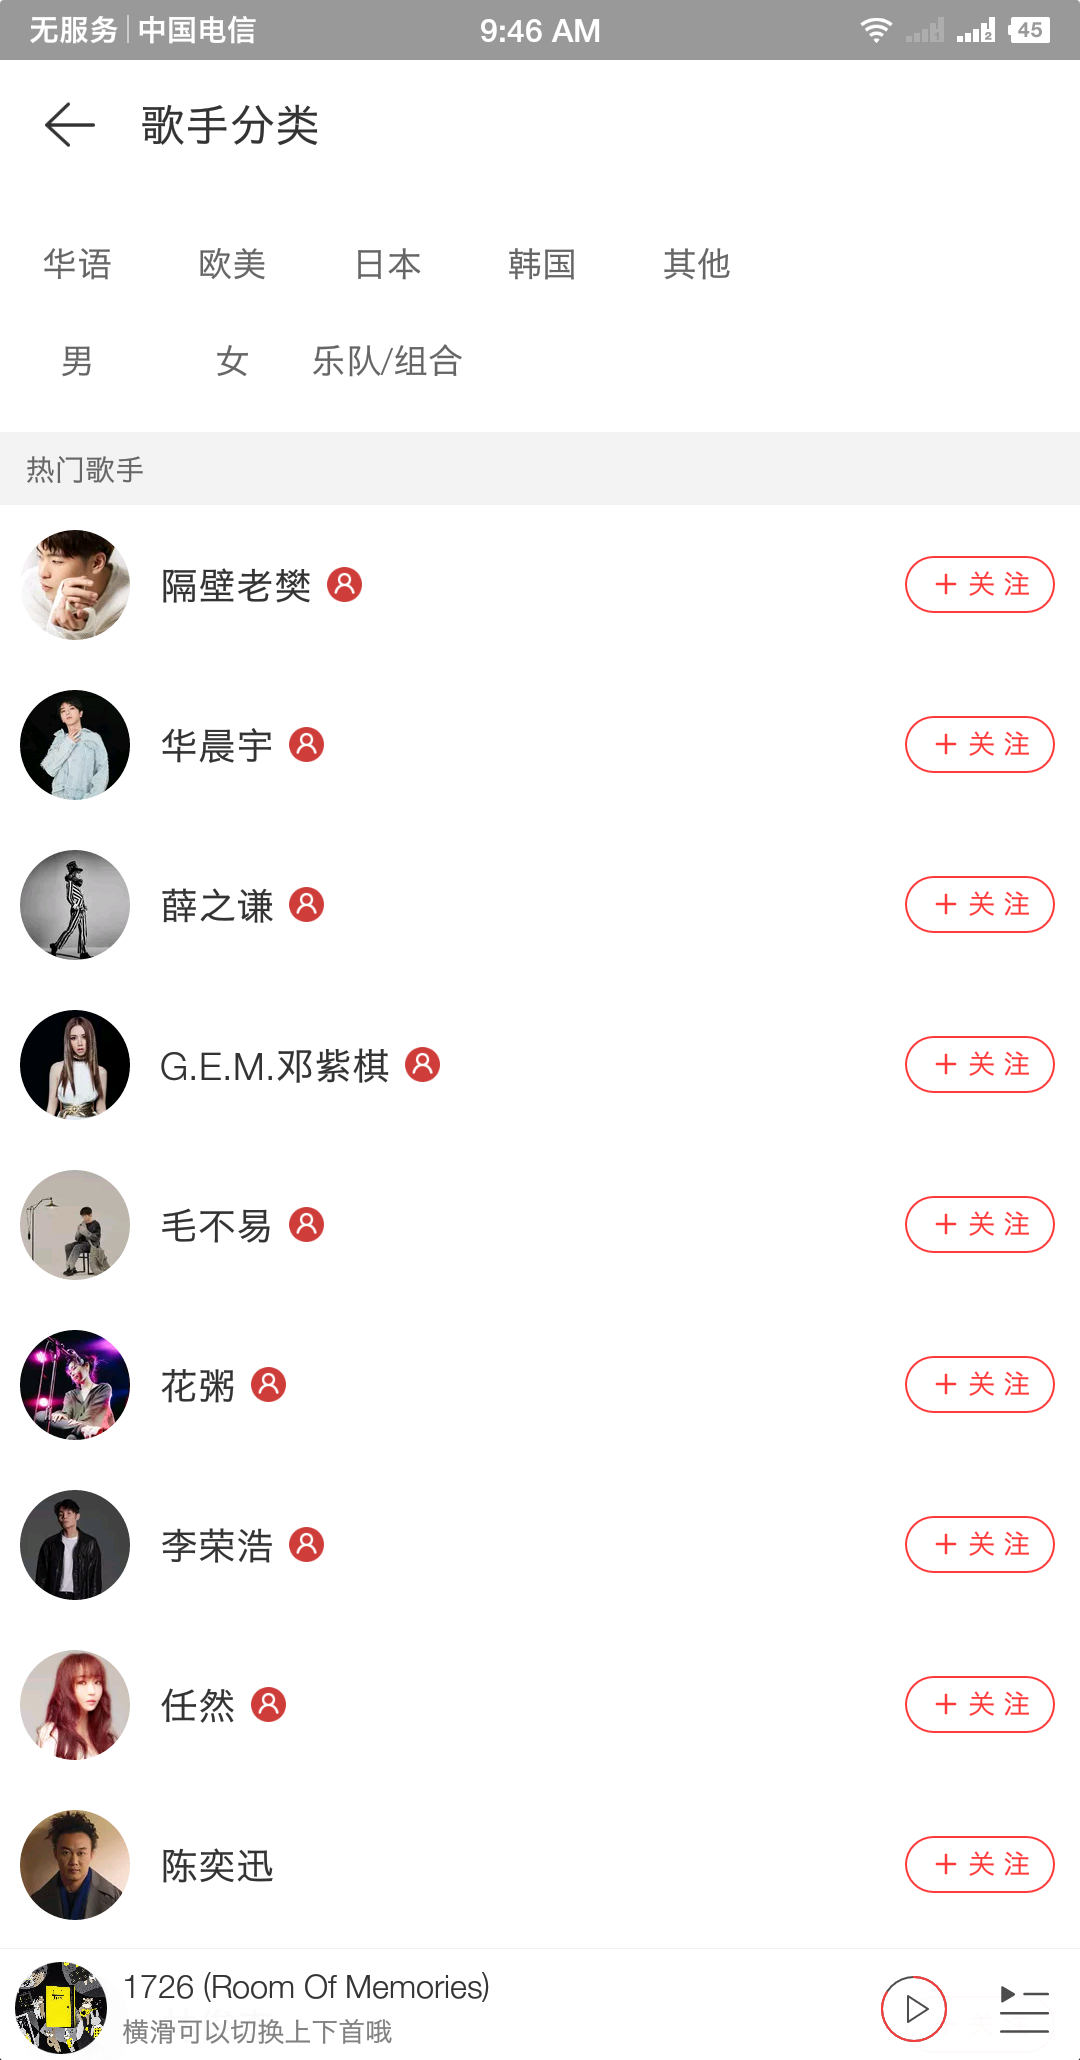 无服务 中国电信 9:46 AM 1 2 45
歌手分类
华语 欧美 日本 韩国 其他
男 女 乐队/组合
热门歌手
隔壁老樊 + 关注
华晨宇 + 关注
薛之谦 + 关注
G.E.M.邓紫棋 + 关注
毛不易 + 关注
花粥 + 关注
李荣浩 + 关注
任然 + 关注
陈奕迅 + 关注
1726 (Room Of Memories)
横滑可以切换上下首哦